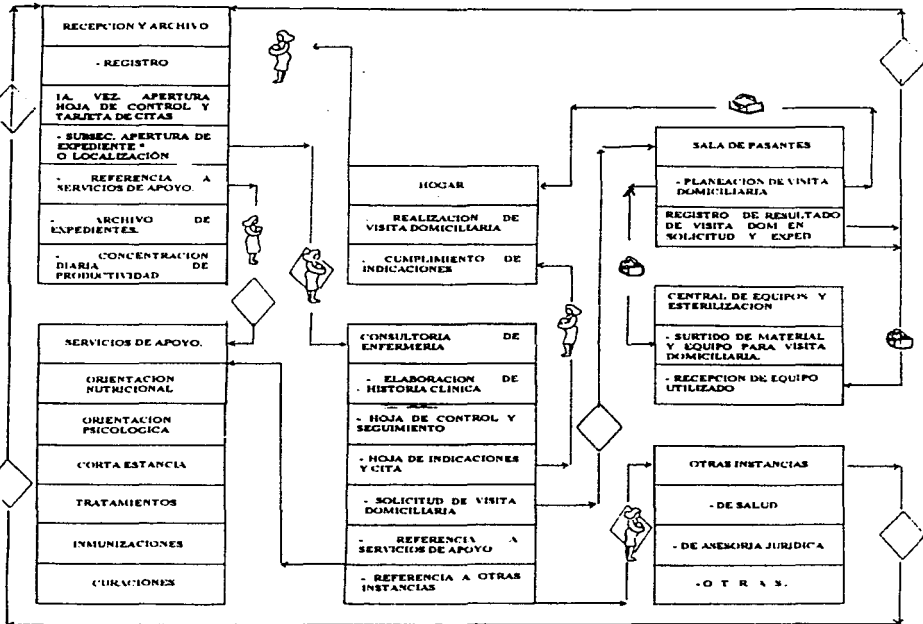 RECEPCION Y ARCHIVO
- REGISTRO
1A. VEZ. APERTURA
HOJA DE CONTROL Y
TARJETA DE CITAS
- SUBSEC. APERTURA DE
EXPEDIENTE *
O LOCALIZACIÓN
- REFERENCIA A
SERVICIOS DE APOYO.
- ARCHIVO DE
EXPEDIENTES.
- CONCENTRACION
DIARIA DE
PRODUCTIVIDAD
SERVICIOS DE APOYO.
ORIENTACION
NUTRICIONAL
ORIENTACION
PSICOLOGICA
CORTA ESTANCIA
TRATAMIENTOS
INMUNIZACIONES
CURACIONES
HOGAR
- REALIZACION DE
VISITA DOMICILIARIA
- CUMPLIMIENTO DE
INDICACIONES
CONSULTORIA DE
ENFERMERIA
- ELABORACION DE
HISTORIA CLINICA
- HOJA DE CONTROL Y
SEGUIMIENTO
- HOJA DE INDICACIONES
Y CITA
- SOLICITUD DE VISITA
DOMICILIARIA
- REFERENCIA A
SERVICIOS DE APOYO
- REFERENCIA A OTRAS
INSTANCIAS
SALA DE PASANTES
- PLANEACION DE VISITA
DOMICILIARIA
REGISTRO DE RESULTADO
DE VISITA DOM EN
SOLICITUD Y EXPED
CENTRAL DE EQUIPOS Y
ESTERILIZACION
- SURTIDO DE MATERIAL
Y EQUIPO PARA VISITA
DOMICILIARIA.
- RECEPCION DE EQUIPO
UTILIZADO
OTRAS INSTANCIAS
- DE SALUD
- DE ASESORIA JURIDICA
- O T R A S.